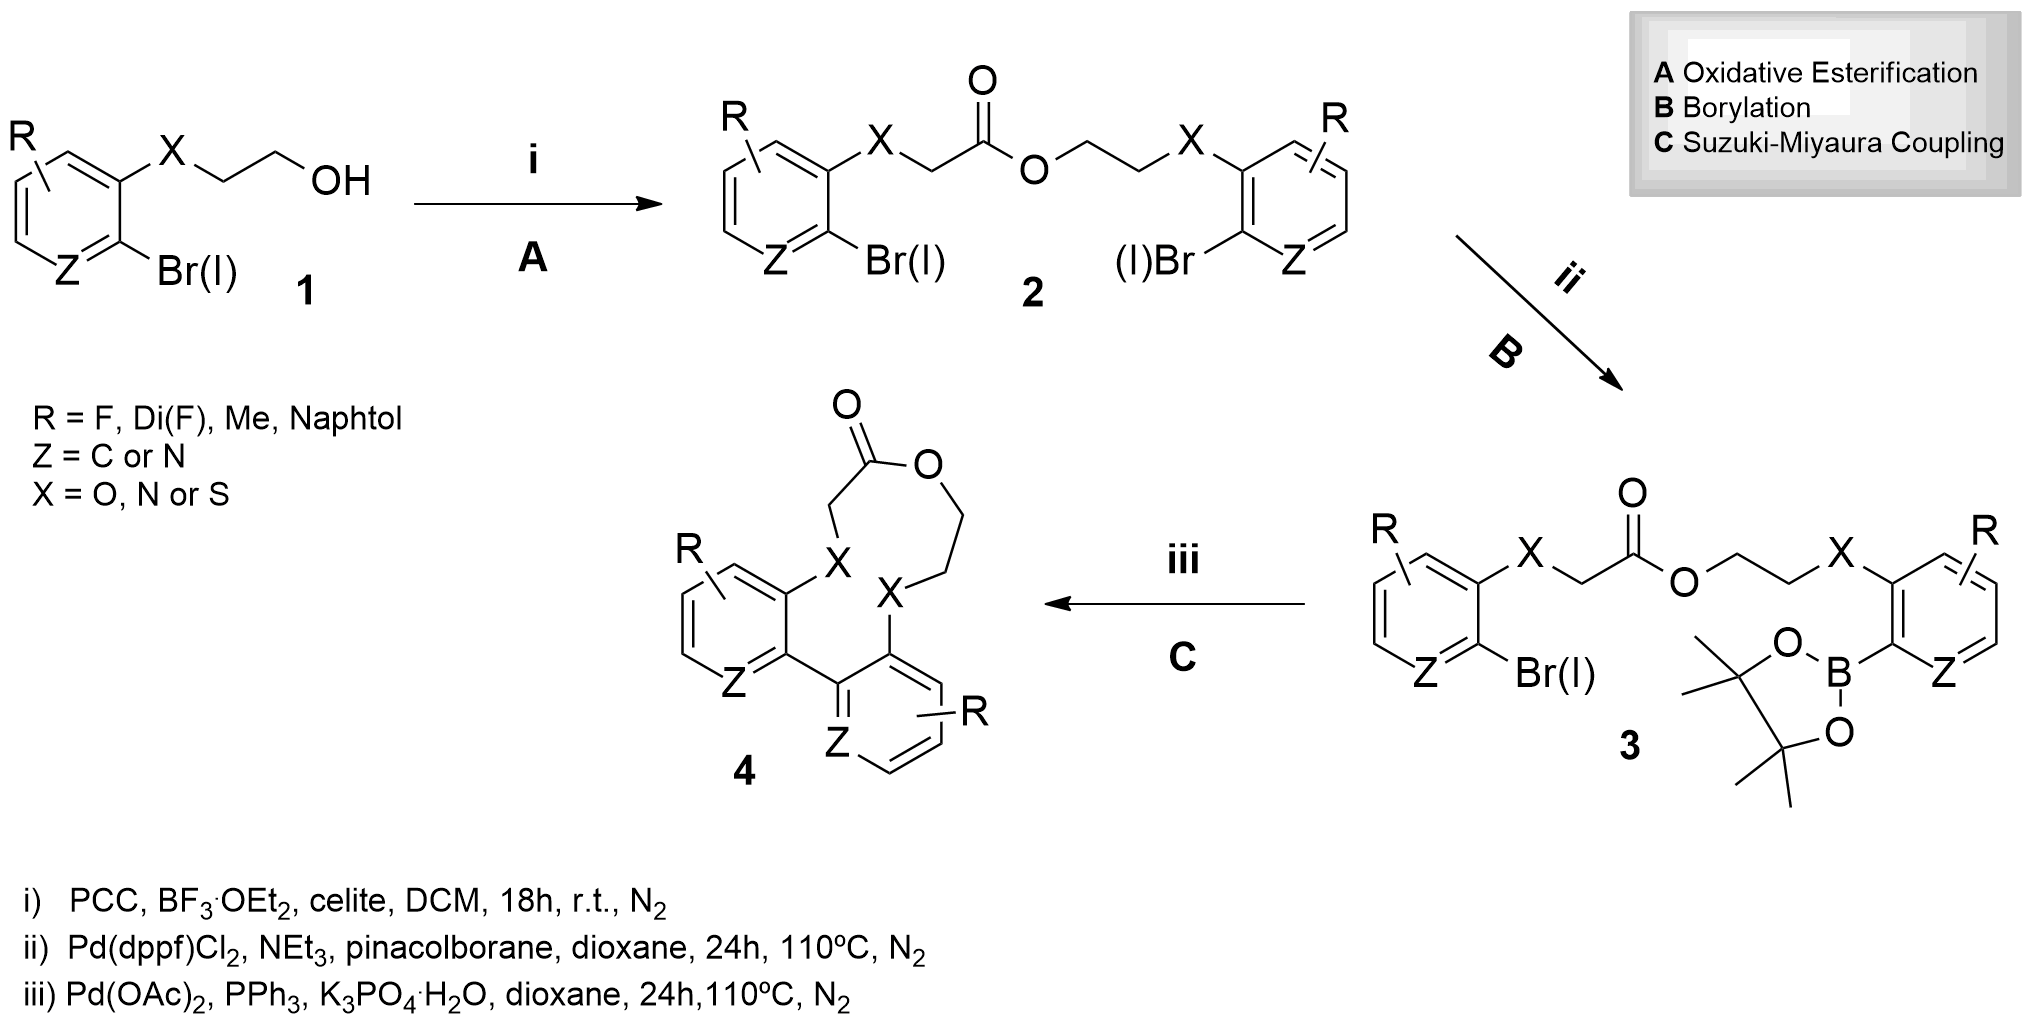 A Oxidative Esterification
B Borylation
C Suzuki-Miyaura Coupling
R
X
OH
Z
Br(I)
1
i
A
R
X
O
O
X
R
Z
Br(I)
(I)Br
Z
2
ii
B
R = F, Di(F), Me, Naphtol
Z = C or N
X = O, N or S
O
O
R
X
X
Z
Z
R
4
iii
C
R
X
O
O
X
R
Z
Br(I)
O
B
O
Z
3
i) PCC, BF₃·OEt₂, celite, DCM, 18h, r.t., N₂
ii) Pd(dppf)Cl₂, NEt₃, pinacolborane, dioxane, 24h, 110ºC, N₂
iii) Pd(OAc)₂, PPh₃, K₃PO₄·H₂O, dioxane, 24h,110ºC, N₂